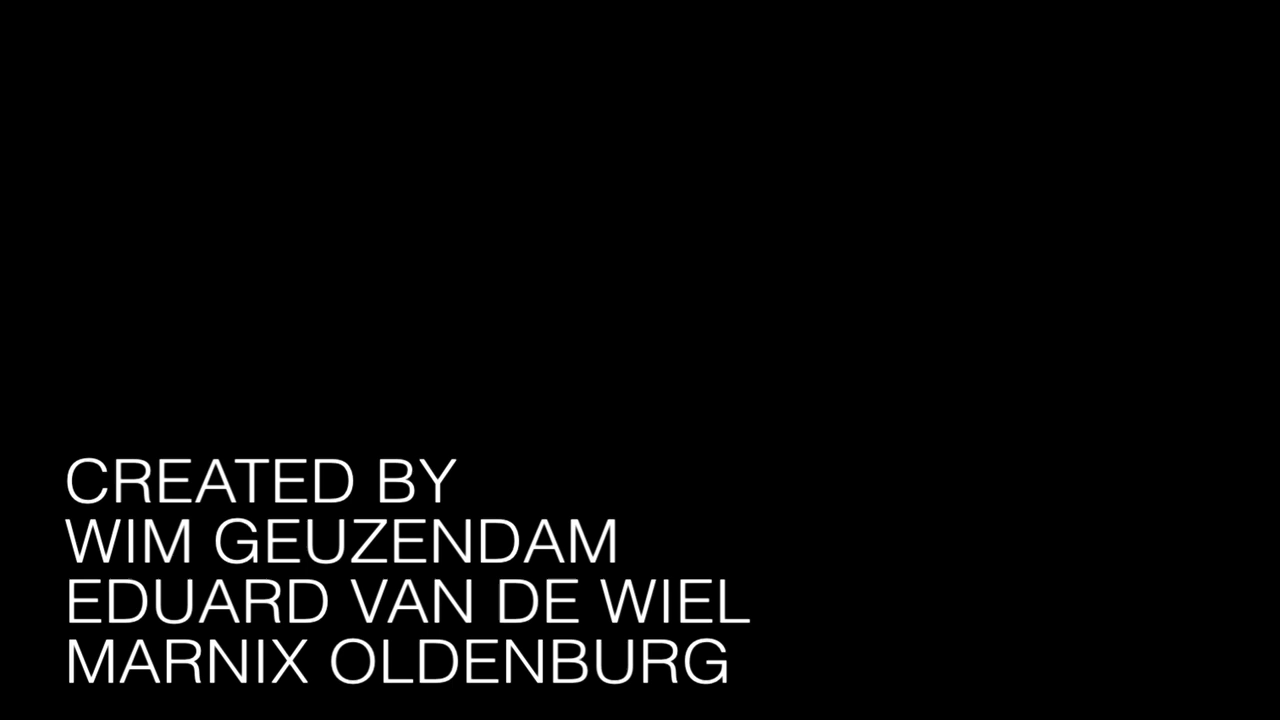 CREATED BY
WIM GEUZENDAM
EDUARD VAN DE WIEL
MARNIX OLDENBURG